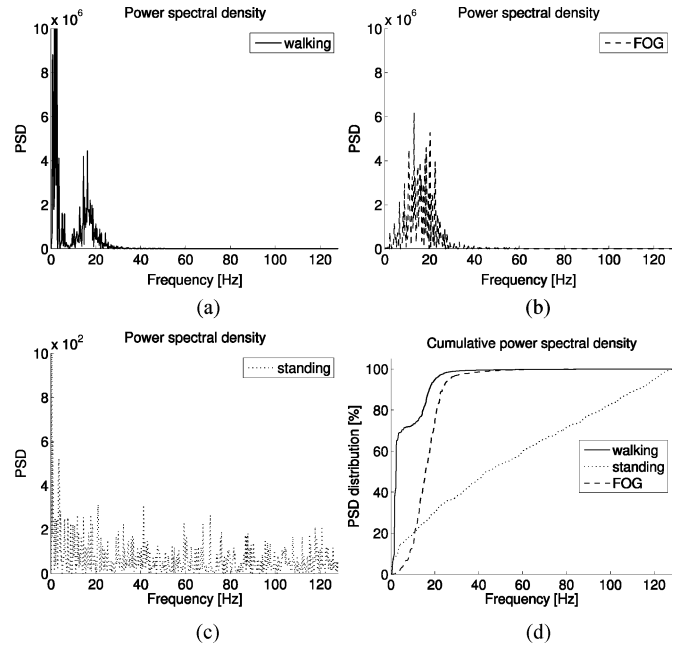 Power spectral density
10 x 10^6
8
6
4
2
0
PSD
0 20 40 60 80 100 120
Frequency [Hz]
walking
(a)
Power spectral density
10 x 10^6
8
6
4
2
0
PSD
0 20 40 60 80 100 120
Frequency [Hz]
FOG
(b)
Power spectral density
10 x 10^2
8
6
4
2
0
PSD
0 20 40 60 80 100 120
Frequency [Hz]
standing
(c)
Cumulative power spectral density
100
80
60
40
20
0
PSD distribution [%]
0 20 40 60 80 100 120
Frequency [Hz]
walking
standing
FOG
(d)